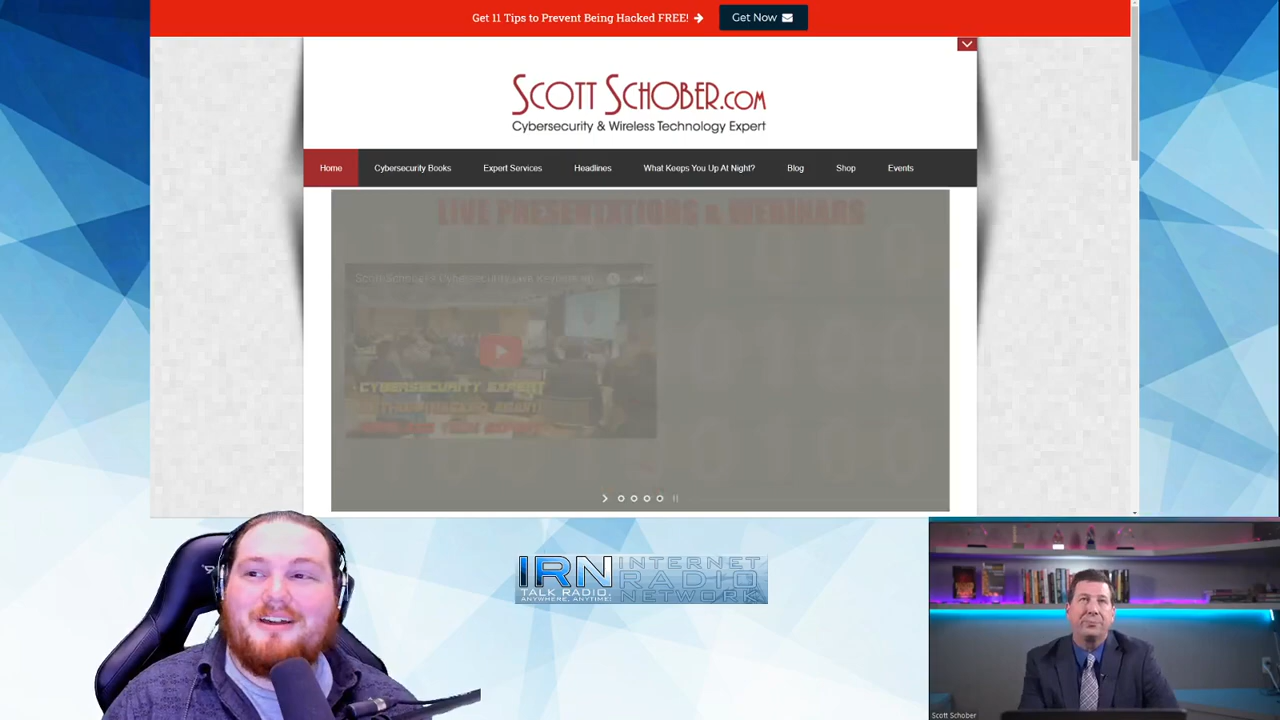 Get 11 Tips to Prevent Being Hacked FREE!
Get Now
SCOTT SCHOBER.COM
Cybersecurity & Wireless Technology Expert
Home Cybersecurity Books Expert Services Headlines What Keeps You Up At Night? Blog Shop Events
LIVE PRESENTATIONS & WEBINARS
CYBERSECURITY EXPERT
IRN INTERNET RADIO NETWORK
TALK RADIO.
ANYWHERE, ANYTIME.
Scott Schober